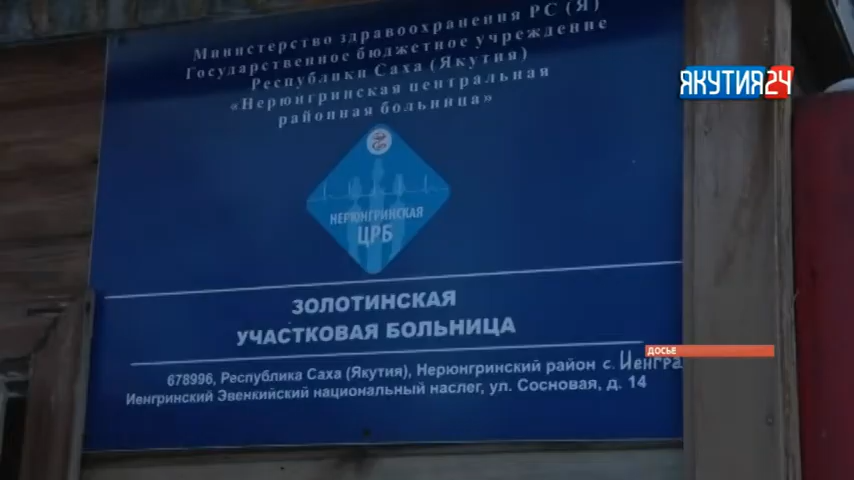 Министерство здравоохранения РС (Я)
Государственное бюджетное учреждение
Республики Саха (Якутия)
«Нерюнгринская центральная
районная больница»
ЯКУТИЯ24
НЕРЮНГРИНСКАЯ
ЦРБ
ЗОЛОТИНСКАЯ
УЧАСТКОВАЯ БОЛЬНИЦА
ДОСЬЕ
678996, Республика Саха (Якутия), Нерюнгринский район с. Иенгра
Иенгринский Эвенкийский национальный наслег, ул. Сосновая, д. 14